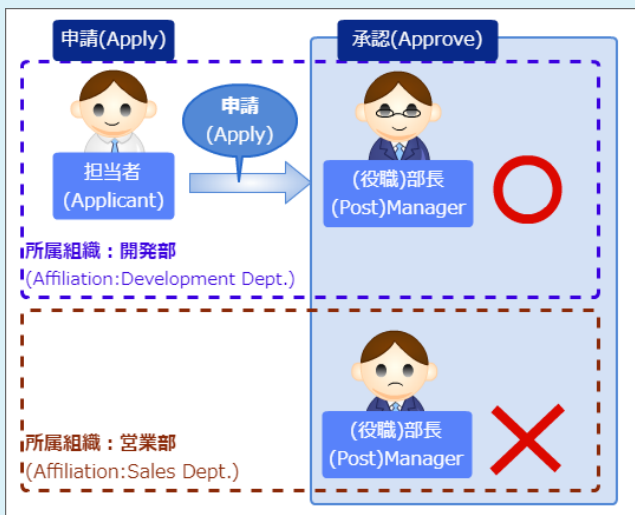 申請(Apply)
承認(Approve)
申請
(Apply)
担当者
(Applicant)
(役職)部長
(Post)Manager
所属組織：開発部
(Affiliation:Development Dept.)
(役職)部長
(Post)Manager
所属組織：営業部
(Affiliation:Sales Dept.)